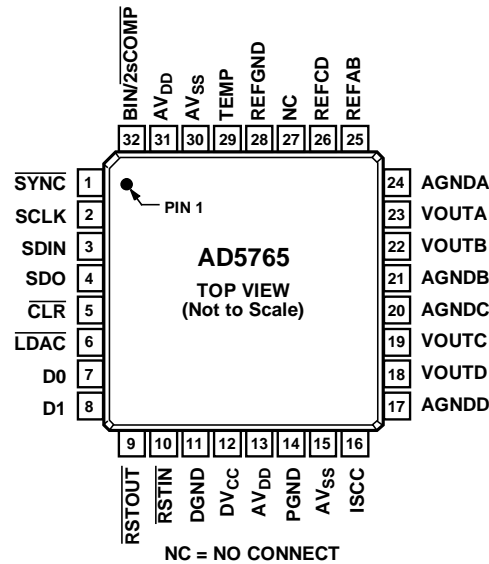 BIN/2sCOMP
AVDD
AVSS
TEMP
REFGND
NC
REFCD
REFAB
32 31 30 29 28 27 26 25
SYNC 1
SCLK 2
SDIN 3
SDO 4
CLR 5
LDAC 6
D0 7
D1 8
PIN 1
AD5765
TOP VIEW
(Not to Scale)
24 AGNDA
23 VOUTA
22 VOUTB
21 AGNDB
20 AGNDC
19 VOUTC
18 VOUTD
17 AGNDD
9 10 11 12 13 14 15 16
RSTOUT
RSTIN
DGND
DVCC
AVDD
PGND
AVSS
ISCC
NC = NO CONNECT